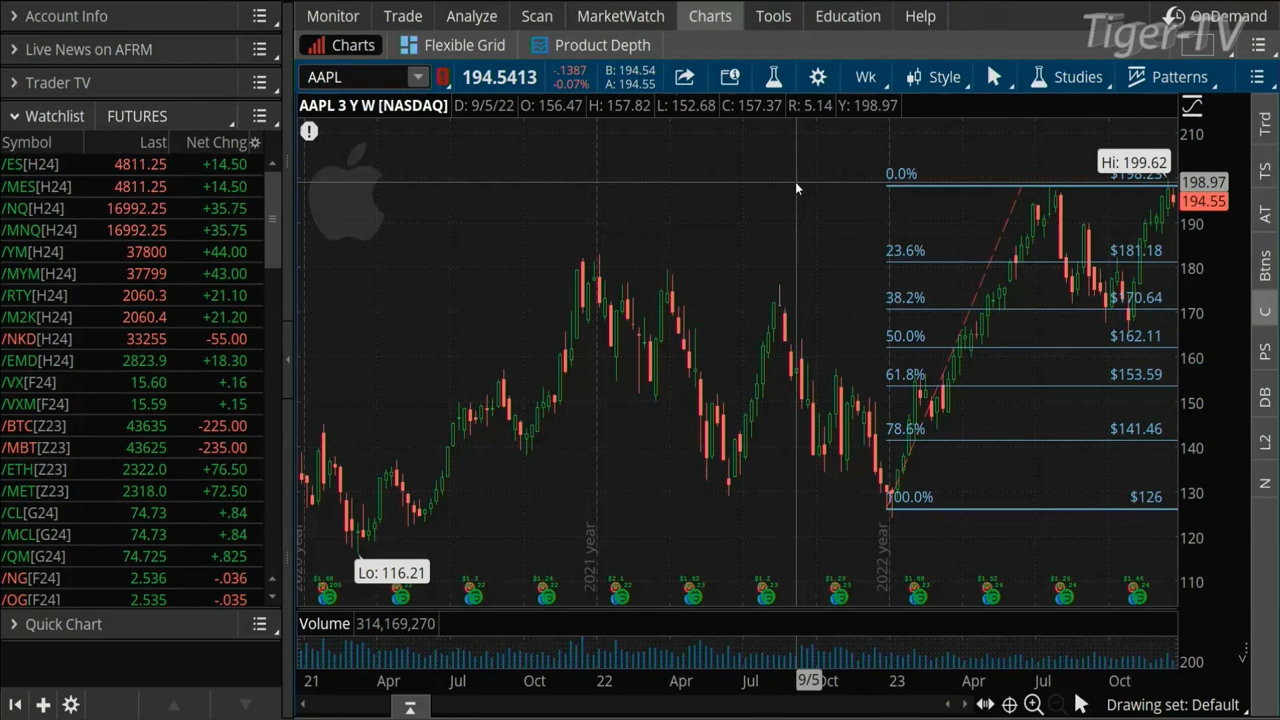 Account Info
Live News on AFRM
Trader TV
Watchlist FUTURES
Symbol Last Net Chng
/ES[H24] 4811.25 +14.50
/MES[H24] 4811.25 +14.50
/NQ[H24] 16992.25 +35.75
/MNQ[H24] 16992.25 +35.75
/YM[H24] 37800 +44.00
/MYM[H24] 37799 +43.00
/RTY[H24] 2060.3 +21.10
/M2K[H24] 2060.4 +21.20
/NKD[H24] 33255 -55.00
/EMD[H24] 2823.9 +18.30
/VX[F24] 15.60 +.16
/VXM[F24] 15.59 +.15
/BTC[Z23] 43635 -225.00
/MBT[Z23] 43625 -235.00
/ETH[Z23] 2322.0 +76.50
/MET[Z23] 2318.0 +72.50
/CL[G24] 74.73 +.84
/MCL[G24] 74.73 +.84
/QM[G24] 74.725 +.825
/NG[F24] 2.536 -.036
/OG[F24] 2.535 -.035
Quick Chart
Monitor Trade Analyze Scan MarketWatch Charts Tools Education Help OnDemand
Tiger-TV
Charts Flexible Grid Product Depth
AAPL 194.5413 -.1387 -0.07% B: 194.54 A: 194.55 Wk Style Studies Patterns
AAPL 3 Y W [NASDAQ] D: 9/5/22 O: 156.47 H: 157.82 L: 152.68 C: 157.37 R: 5.14 Y: 198.97
210
Hi: 199.62
0.0% $198.23
198.97
194.55
190
23.6% $181.18
180
38.2% $170.64
170
50.0% $162.11
160
61.8% $153.59
150
78.6% $141.46
140
130
100.0% $126
120
Lo: 116.21
110
2021 year
2022 year
Volume 314,169,270
200
21 Apr Jul Oct 22 Apr Jul 9/5 Oct 23 Apr Jul Oct
Drawing set: Default
Trd
TS
AT
Btns
C
PS
DB
L2
N